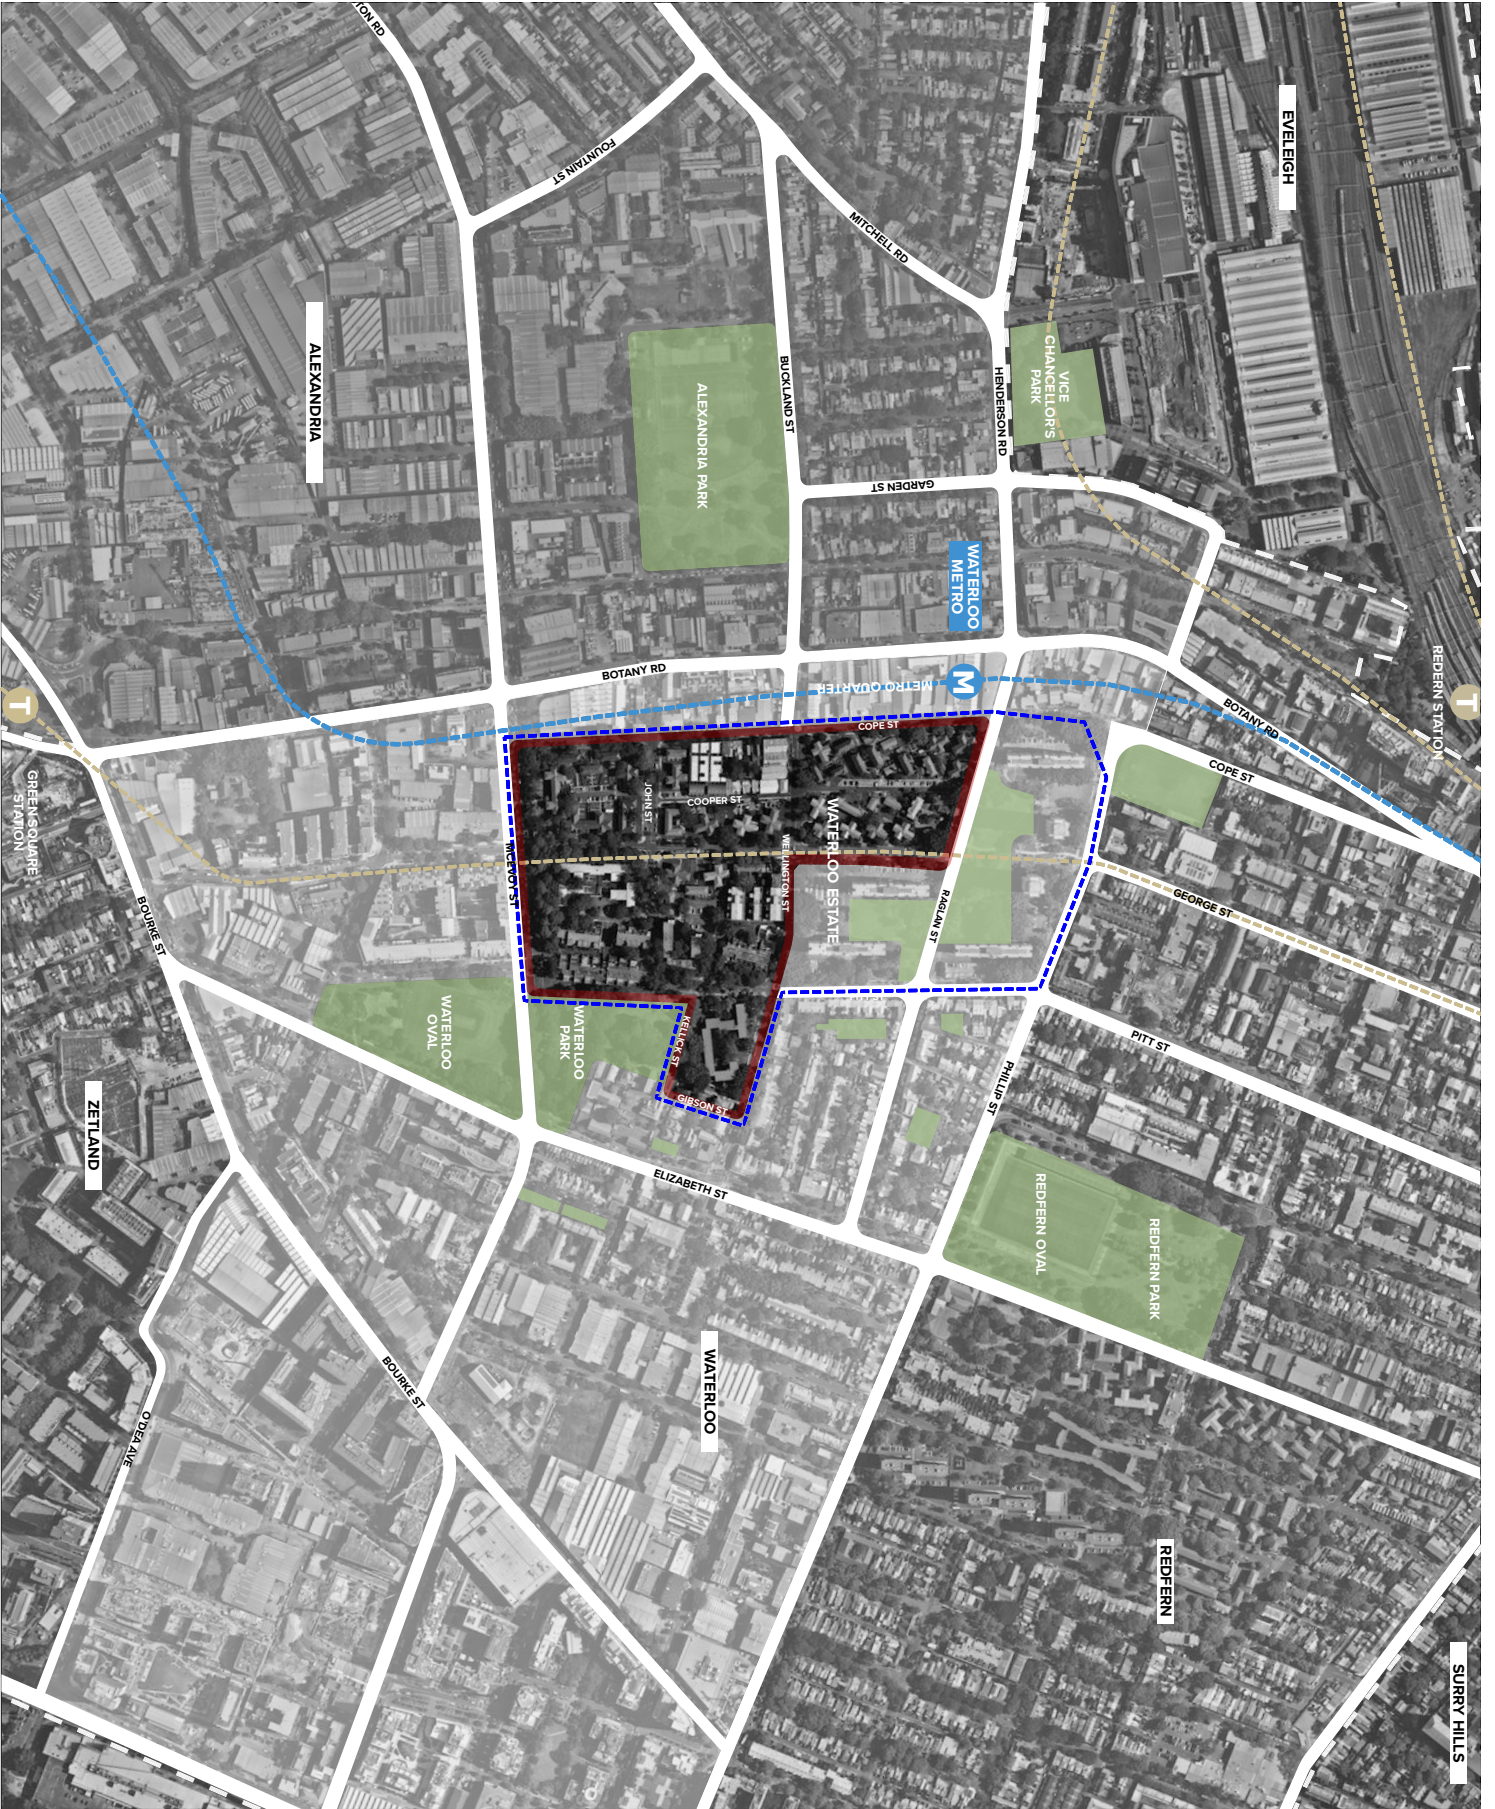 SURRY HILLS
T
REDERN STATION
EVELEIGH
BOTANY RD
COPE ST
GEORGE ST
REDFERN
REDFERN PARK
PITT ST
VICE
CHANCELLOR'S
PARK
REDFERN OVAL
HENDERSON RD
PHILLIP ST
WATERLOO
METRO
M
METRO QUARTER
RAGLAN ST
GARDEN ST
MITCHELL RD
COPE ST
WATERLOO ESTATE
BUCKLAND ST
WELLINGTON ST
ALEXANDRIA PARK
COOPER ST
GIBSON ST
KELLICK ST
ELIZABETH ST
WATERLOO
JOHN ST
BOTANY RD
FOUNTAIN ST
WATERLOO
PARK
MCEVOY ST
WATERLOO
OVAL
BOURKE ST
TON RD
ALEXANDRIA
BOURKE ST
O'DEA AVE
ZETLAND
GREEN SQUARE
STATION
T